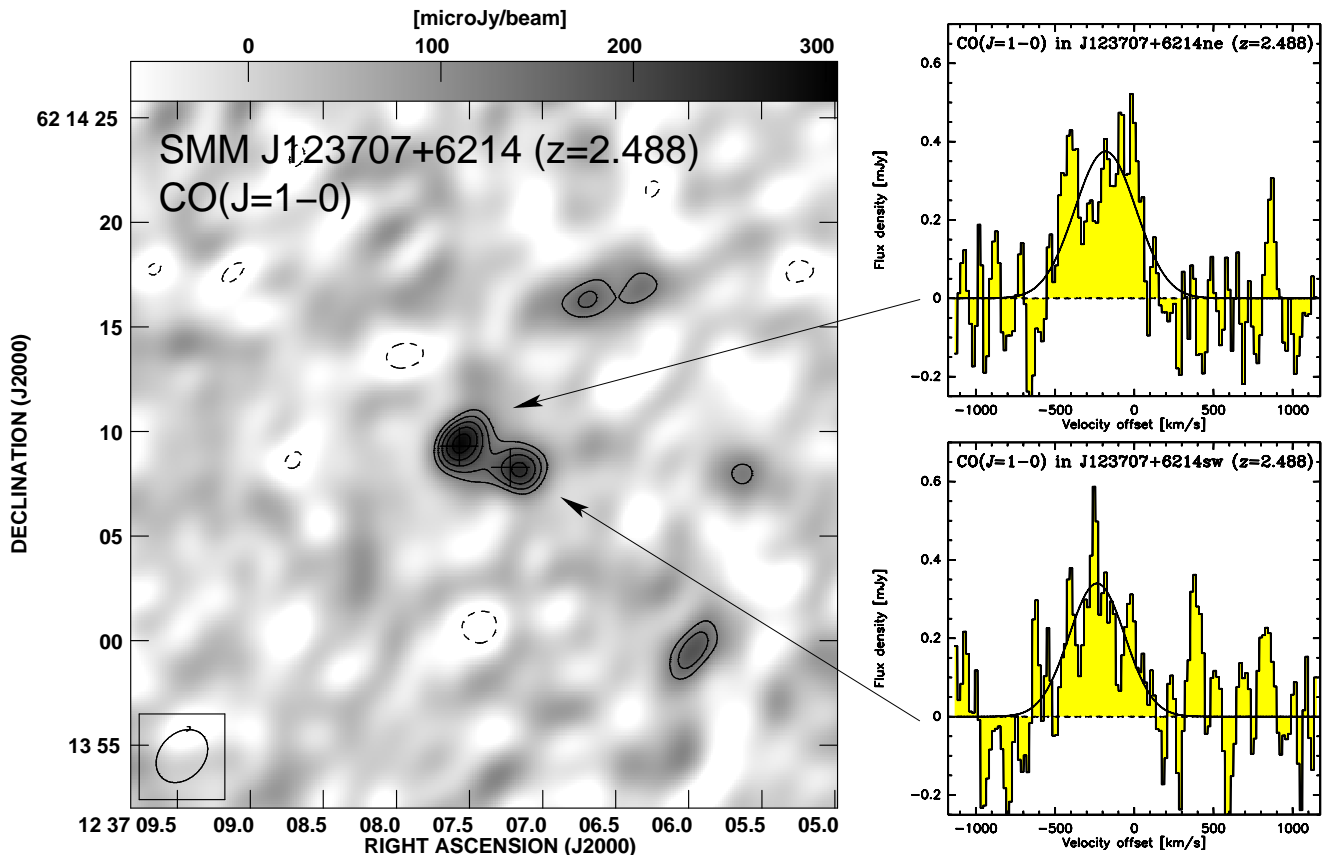 [microJy/beam]
0 100 200 300
SMM J123707+6214 (z=2.488)
CO(J=1−0)
DECLINATION (J2000)
62 14 25
20
15
10
05
00
13 55
12 37 09.5 09.0 08.5 08.0 07.5 07.0 06.5 06.0 05.5 05.0
RIGHT ASCENSION (J2000)
CO(J=1−0) in J123707+6214ne (z=2.488)
Flux density [mJy]
0.6
0.4
0.2
0
−0.2
−1000 −500 0 500 1000
Velocity offset [km/s]
CO(J=1−0) in J123707+6214sw (z=2.488)
Flux density [mJy]
0.6
0.4
0.2
0
−0.2
−1000 −500 0 500 1000
Velocity offset [km/s]